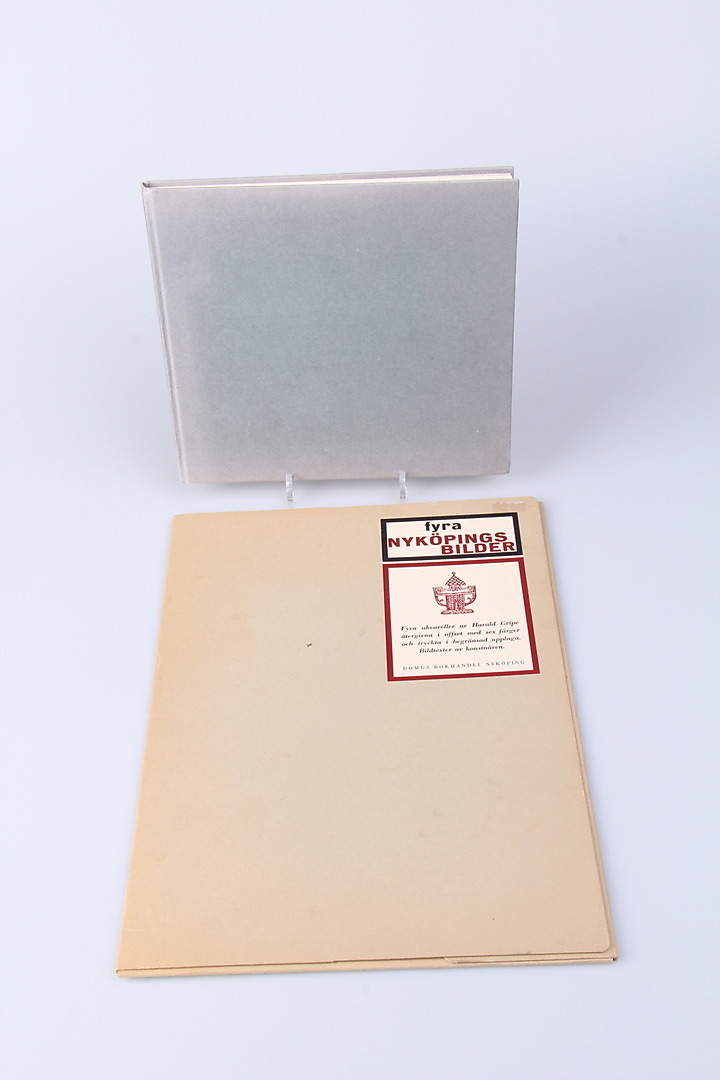 fyra
NYKÖPINGS
BILDER
Fyra akvareller av Harald Gripe
återgivna i offset med sex färger
och tryckta i begränsad upplaga.
Bildtexter av konstnären.
DOMUS BOKHANDEL NYKÖPING